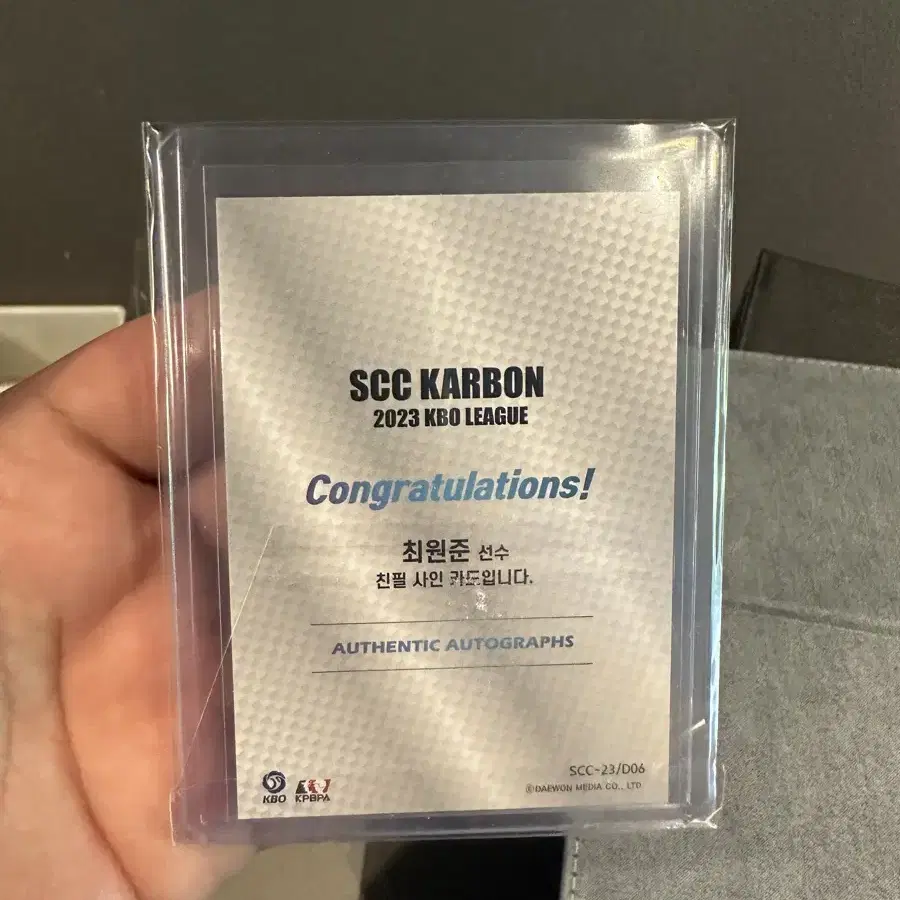 SCC KARBON
2023 KBO LEAGUE
Congratulations!
최원준 선수
친필 사인 카드입니다.
AUTHENTIC AUTOGRAPHS
SCC-23/D06
KBO KPBPA
ⓒDAEWON MEDIA CO., LTD